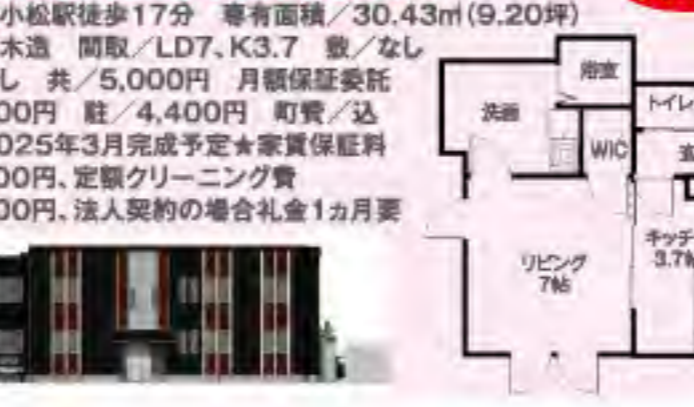 小松駅徒歩17分 専有面積／30.43㎡(9.20坪)
木造 間取／LD7、K3.7 敷／なし
し 共／5,000円 月額保証委託
00円 駐／4,400円 町費／込
025年3月完成予定★家賃保証料
00円、定額クリーニング費
00円、法人契約の場合礼金1ヵ月要
浴室
洗面
トイレ
WIC
玄
リビング
7帖
キッチ
3.7帖